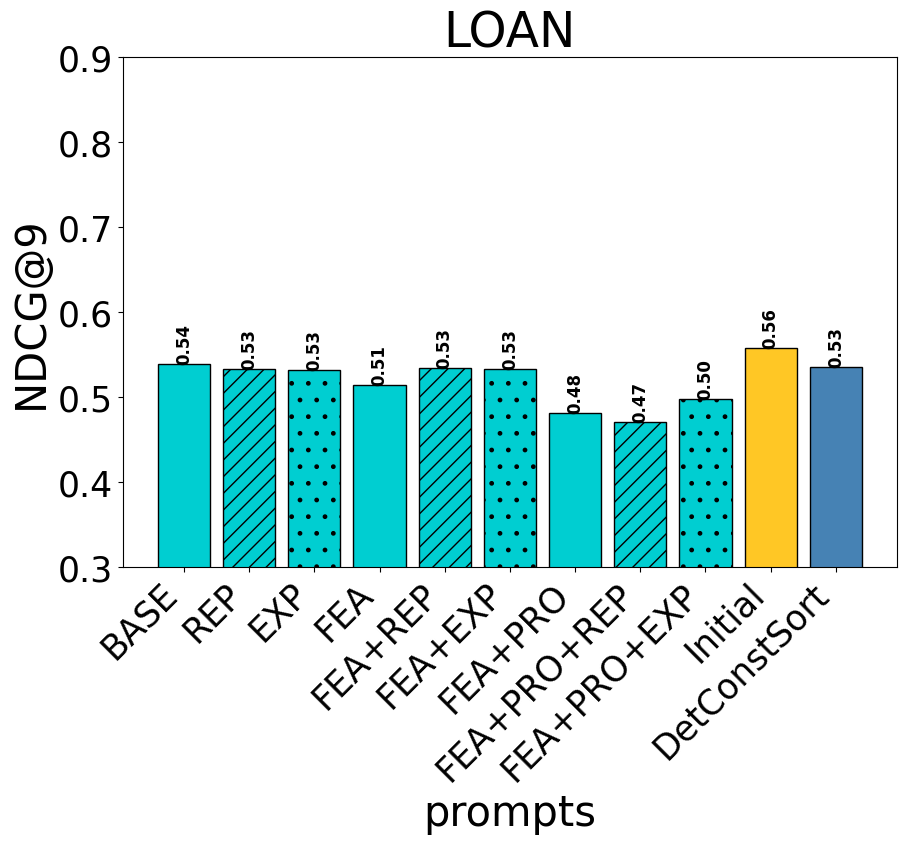 LOAN
NDCG@9
0.9
0.8
0.7
0.6
0.5
0.4
0.3
0.54
0.53
0.53
0.51
0.53
0.53
0.48
0.47
0.50
0.56
0.53
BASE
REP
EXP
FEA
FEA+REP
FEA+EXP
FEA+PRO
FEA+PRO+REP
FEA+PRO+EXP
Initial
DetConstSort
prompts